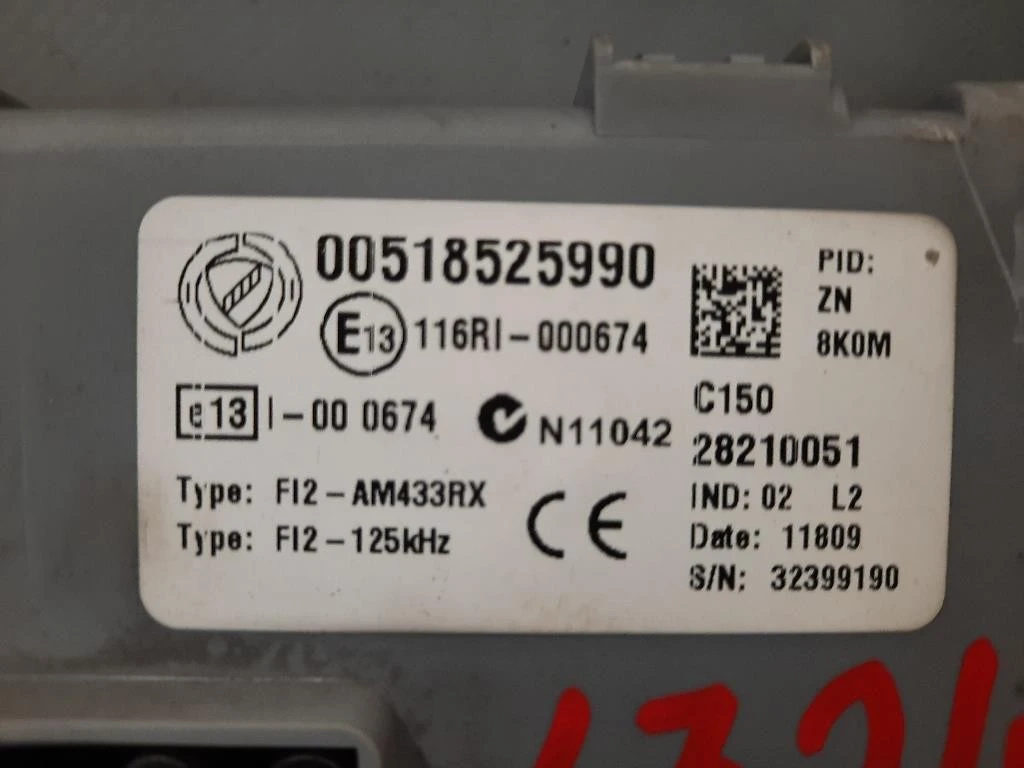 00518525990
E13 116RI-000674
e13 I-00 0674 N11042
Type: FI2-AM433RX
Type: FI2-125kHz
CE
PID:
ZN
8K0M
C150
28210051
IND: 02 L2
Date: 11809
S/N: 32399190